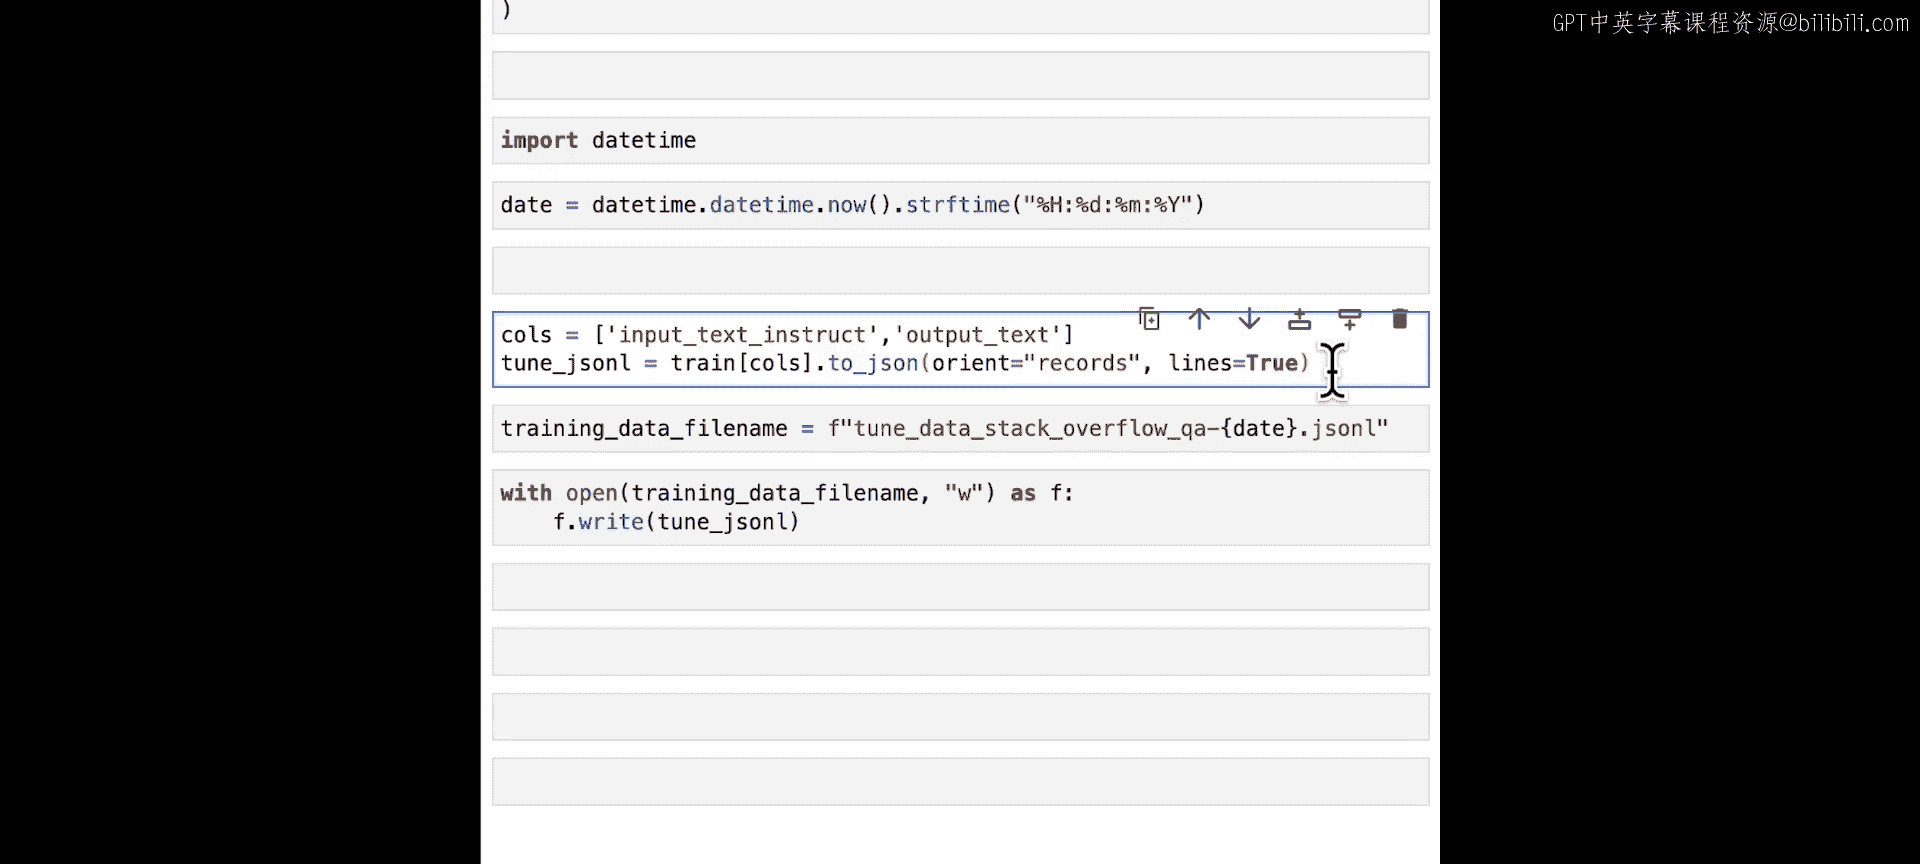 GPT中英字幕课程资源@bilibili.com
)
import datetime
date = datetime.datetime.now().strftime("%H:%d:%m:%Y")
cols = ['input_text_instruct','output_text']
tune_jsonl = train[cols].to_json(orient="records", lines=True)
training_data_filename = f"tune_data_stack_overflow_qa-{date}.jsonl"
with open(training_data_filename, "w") as f:
    f.write(tune_jsonl)